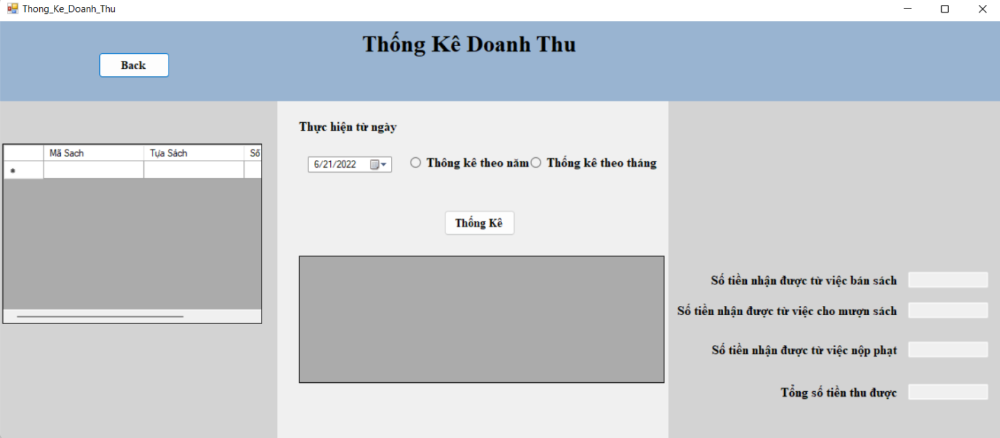 Thong_Ke_Doanh_Thu
Thống Kê Doanh Thu
Back
Mã Sach Tựa Sách Số
Thực hiện từ ngày
6/21/2022 Thông kê theo năm Thống kê theo tháng
Thống Kê
Số tiền nhận được từ việc bán sách
Số tiền nhận được từ việc cho mượn sách
Số tiền nhận được từ việc nộp phạt
Tổng số tiền thu được